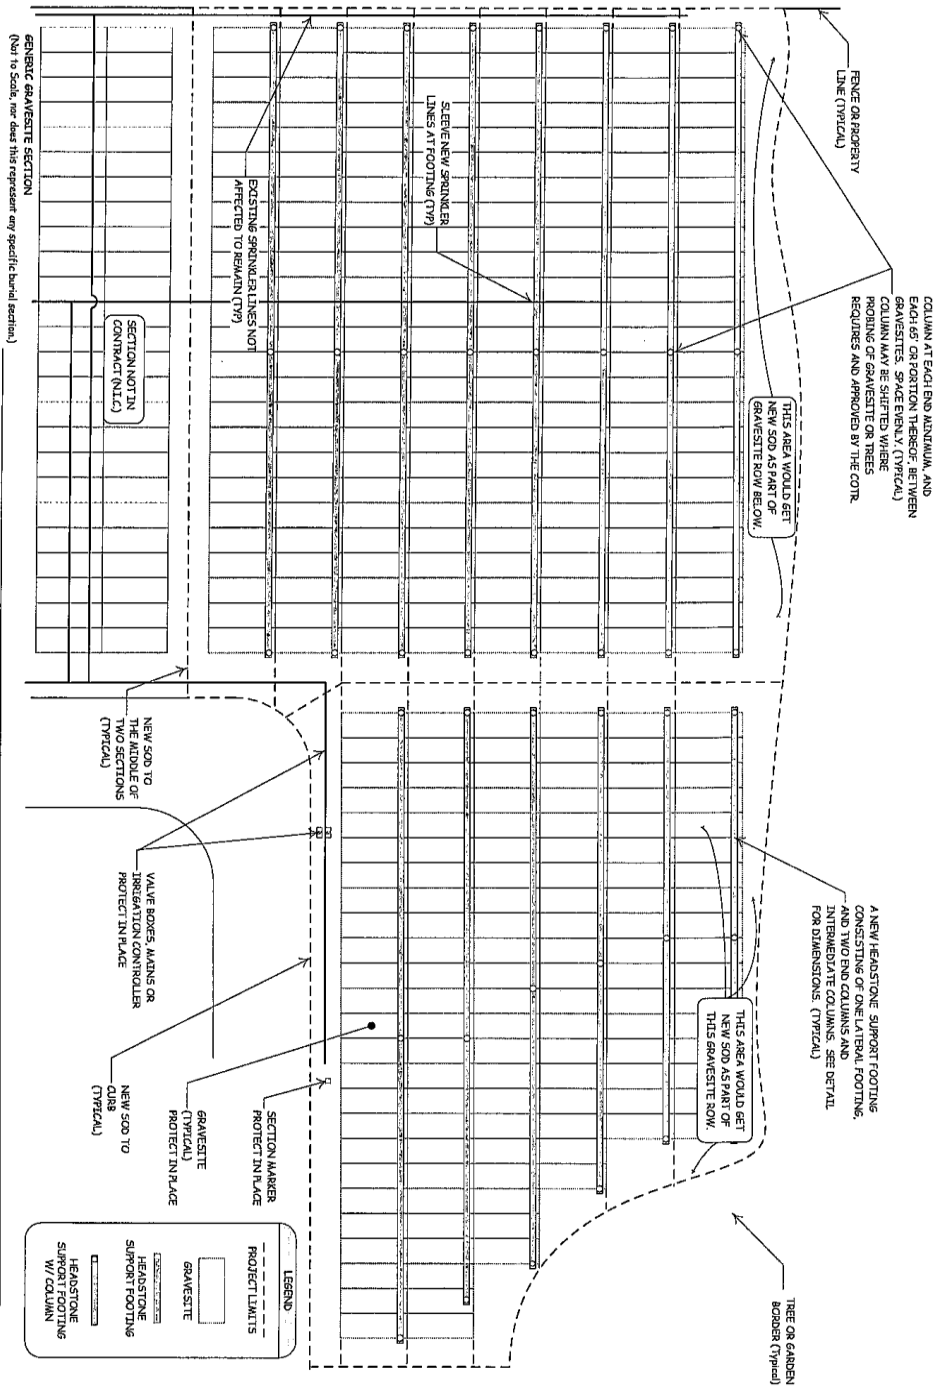 FENCE OR PROPERTY
LINE (TYPICAL)
COLUMN AT EACH END MINIMUM, AND
EACH 65' OR PORTION THEREOF, BETWEEN
GRAVESITES. SPACE EVENLY. (TYPICAL)
COLUMN MAY BE SHIFTED WHERE
PROBING OF GRAVESITE OR TREES
REQUIRES AND APPROVED BY THE COTR.
THIS AREA WOULD GET
NEW SOD AS PART OF
GRAVESITE ROW BELOW.
A NEW HEADSTONE SUPPORT FOOTING
CONSISTING OF ONE LATERAL FOOTING,
AND TWO END COLUMNS AND
INTERMEDIATE COLUMNS. SEE DETAIL
FOR DIMENSIONS. (TYPICAL)
THIS AREA WOULD GET
NEW SOD AS PART OF
THIS GRAVESITE ROW.
TREE OR GARDEN
BORDER (Typical)
SLEEVE NEW SPRINKLER
LINES AT FOOTING (TYP)
EXISTING SPRINKLER LINES NOT
AFFECTED TO REMAIN (TYP)
SECTION NOT IN
CONTRACT (N.I.C.)
NEW SOD TO
THE MIDDLE OF
TWO SECTIONS
(TYPICAL)
VALVE BOXES, MAINS OR
IRRIGATION CONTROLLER
PROTECT IN PLACE
NEW SOD TO
CURB
(TYPICAL)
GRAVESITE
(TYPICAL)
PROTECT IN PLACE
SECTION MARKER
PROTECT IN PLACE
LEGEND
PROJECT LIMITS
GRAVESITE
HEADSTONE
SUPPORT FOOTING
HEADSTONE
SUPPORT FOOTING
W/ COLUMN
GENERIC GRAVESITE SECTION
(Not to Scale, nor does this represent any specific burial section.)